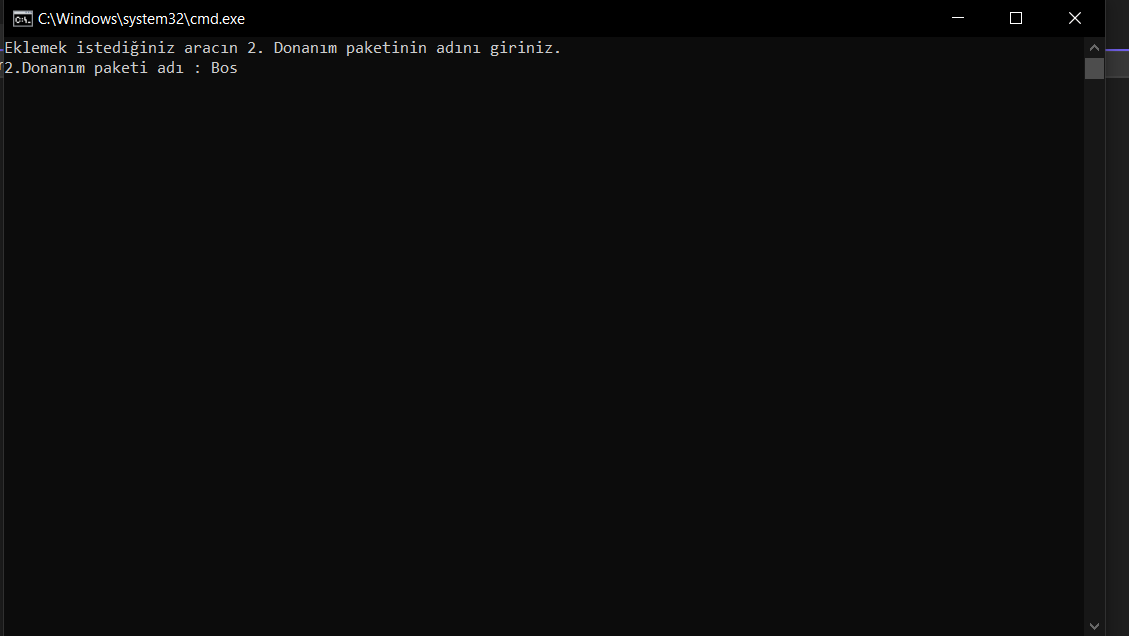 C:\Windows\system32\cmd.exe
Eklemek istediğiniz aracın 2. Donanım paketinin adını giriniz.
2.Donanım paketi adı : Bos